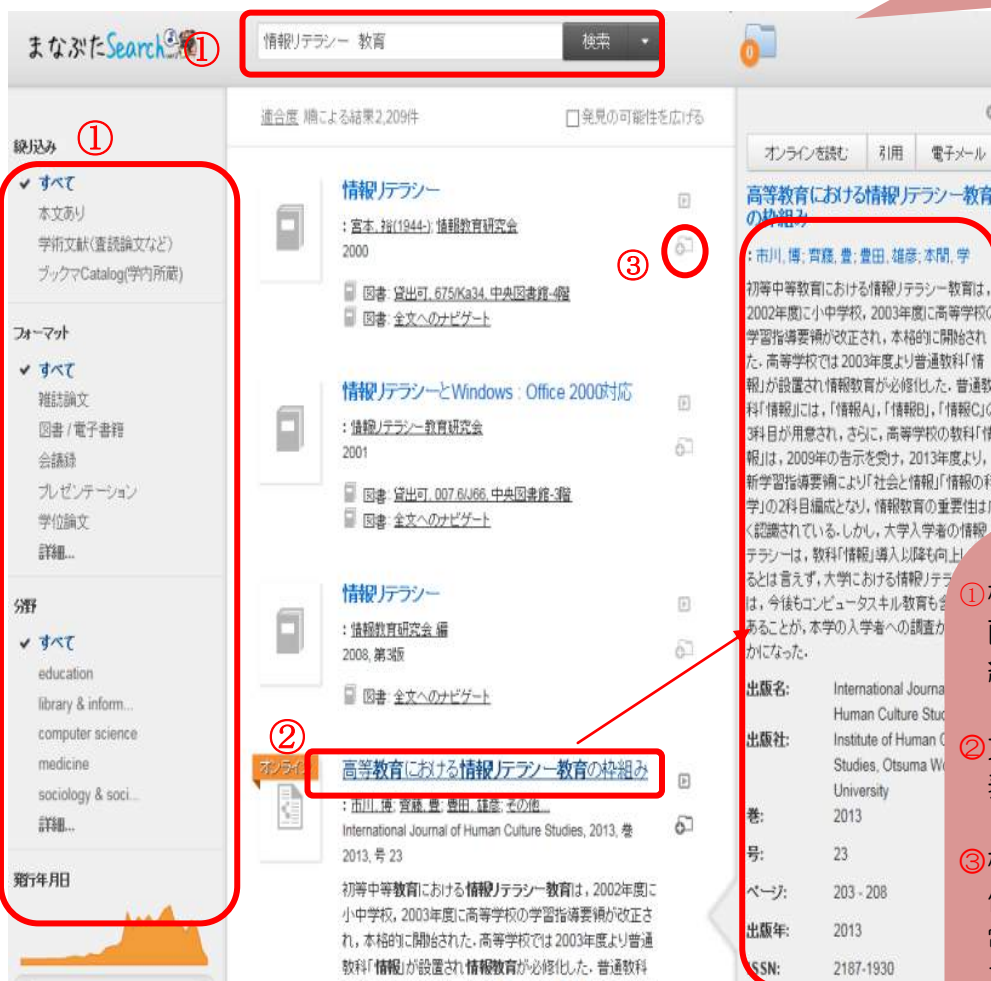 まなぶたSearch
①
情報リテラシー 教育
検索
0
適合度 順による結果2,209件
発見の可能性を広げる
絞り込み
①
すべて
本文あり
学術文献(査読論文など)
ブックマCatalog(学内所蔵)
フォーマット
すべて
雑誌論文
図書 / 電子書籍
会議録
プレゼンテーション
学位論文
詳細...
分野
すべて
education
library & inform...
computer science
medicine
sociology & soci...
詳細...
発行年月日
情報リテラシー
: 宮本, 裕(1944-); 情報教育研究会
2000
③
図書: 貸出可, 675/Ka34, 中央図書館-4階
図書: 全文へのナビゲート
情報リテラシーとWindows : Office 2000対応
: 情報リテラシー教育研究会
2001
図書: 貸出可, 007.6/J66, 中央図書館-3階
図書: 全文へのナビゲート
情報リテラシー
: 情報教育研究会 編
2008, 第3版
図書: 全文へのナビゲート
②
オンライン
高等教育における情報リテラシー教育の枠組み
: 市川, 博; 齊藤, 豊; 豊田, 雄彦; その他...
International Journal of Human Culture Studies, 2013, 巻
2013, 号 23
初等中等教育における情報リテラシー教育は，2002年度に
小中学校，2003年度に高等学校の学習指導要領が改正さ
れ，本格的に開始された．高等学校では2003年度より普通
教科「情報」が設置され情報教育が必修化した．普通教科
オンラインを読む 引用 電子メール
高等教育における情報リテラシー教育
の枠組み
: 市川, 博; 齊藤, 豊; 豊田, 雄彦; 本間, 学
初等中等教育における情報リテラシー教育は，
2002年度に小中学校，2003年度に高等学校の
学習指導要領が改正され，本格的に開始され
た．高等学校では2003年度より普通教科「情
報」が設置され情報教育が必修化した．普通教
科「情報」には，「情報A」，「情報B」，「情報C」の
3科目が用意され，さらに，高等学校の教科「情
報」は，2009年の告示を受け，2013年度より，
新学習指導要領により「社会と情報」「情報の科
学」の2科目編成となり，情報教育の重要性は
く認識されている．しかし，大学入学者の情報
テラシーは，教科「情報」導入以降も向上し
るとは言えず，大学における情報リテラ
は，今後もコンピュータスキル教育も
あることが，本学の入学者への調査が
かになった．
出版名: International Journa
Human Culture Stud
出版社: Institute of Human
Studies, Otsuma Wo
University
巻: 2013
号: 23
ページ: 203 - 208
出版年: 2013
ISSN: 2187-1930
①
②
③